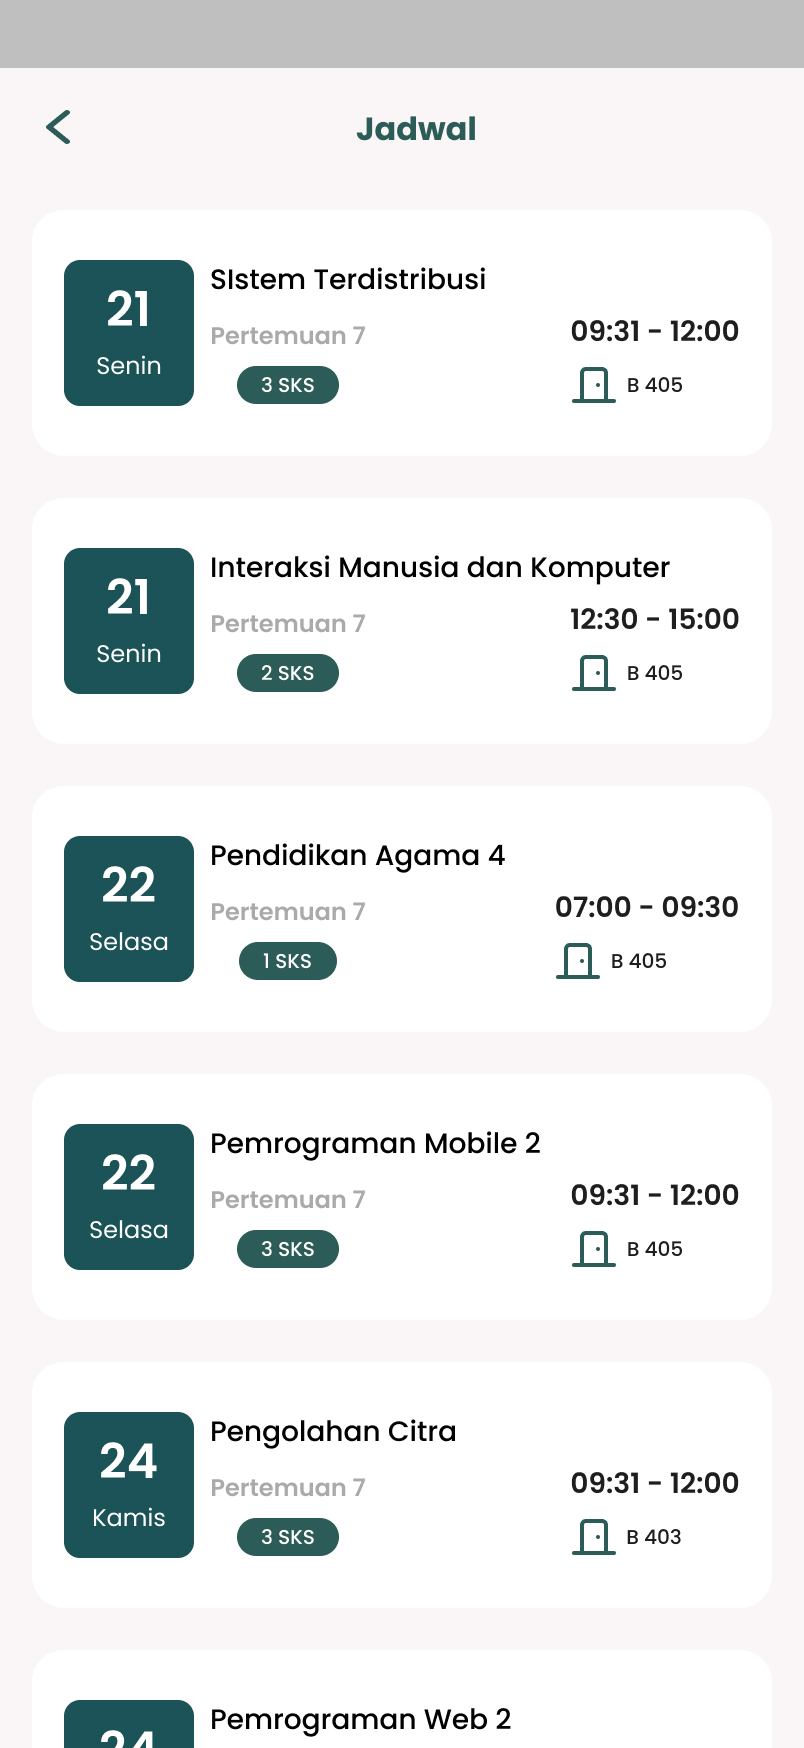 Jadwal
21
Senin
SIstem Terdistribusi
Pertemuan 7
3 SKS
09:31 - 12:00
B 405
21
Senin
Interaksi Manusia dan Komputer
Pertemuan 7
2 SKS
12:30 - 15:00
B 405
22
Selasa
Pendidikan Agama 4
Pertemuan 7
1 SKS
07:00 - 09:30
B 405
22
Selasa
Pemrograman Mobile 2
Pertemuan 7
3 SKS
09:31 - 12:00
B 405
24
Kamis
Pengolahan Citra
Pertemuan 7
3 SKS
09:31 - 12:00
B 403
24
Pemrograman Web 2